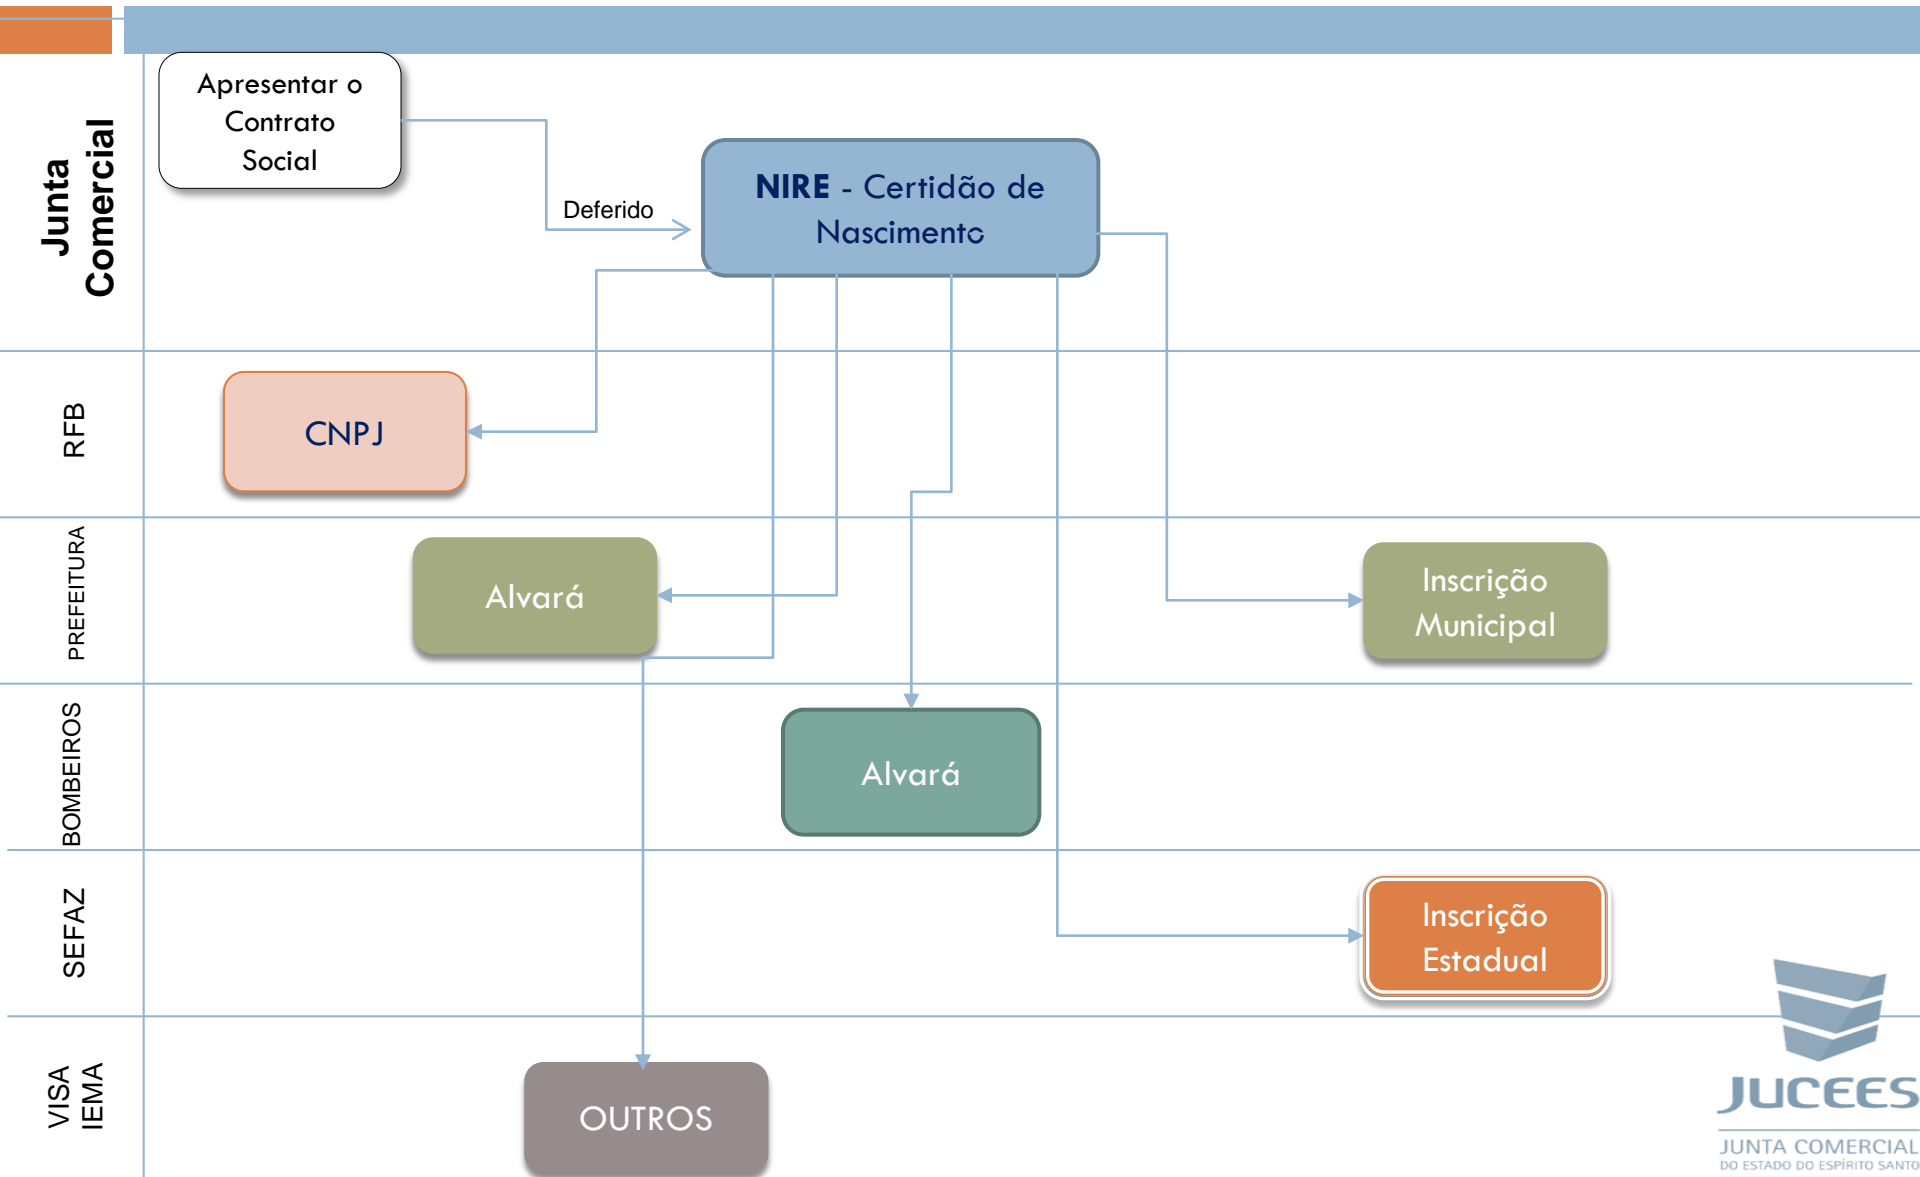 Junta
Comercial
Apresentar o
Contrato
Social
Deferido
NIRE - Certidão de
Nascimento
RFB
CNPJ
PREFEITURA
Alvará
Inscrição
Municipal
BOMBEIROS
Alvará
SEFAZ
Inscrição
Estadual
VISA
IEMA
OUTROS
JUCEES
JUNTA COMERCIAL
DO ESTADO DO ESPÍRITO SANTO